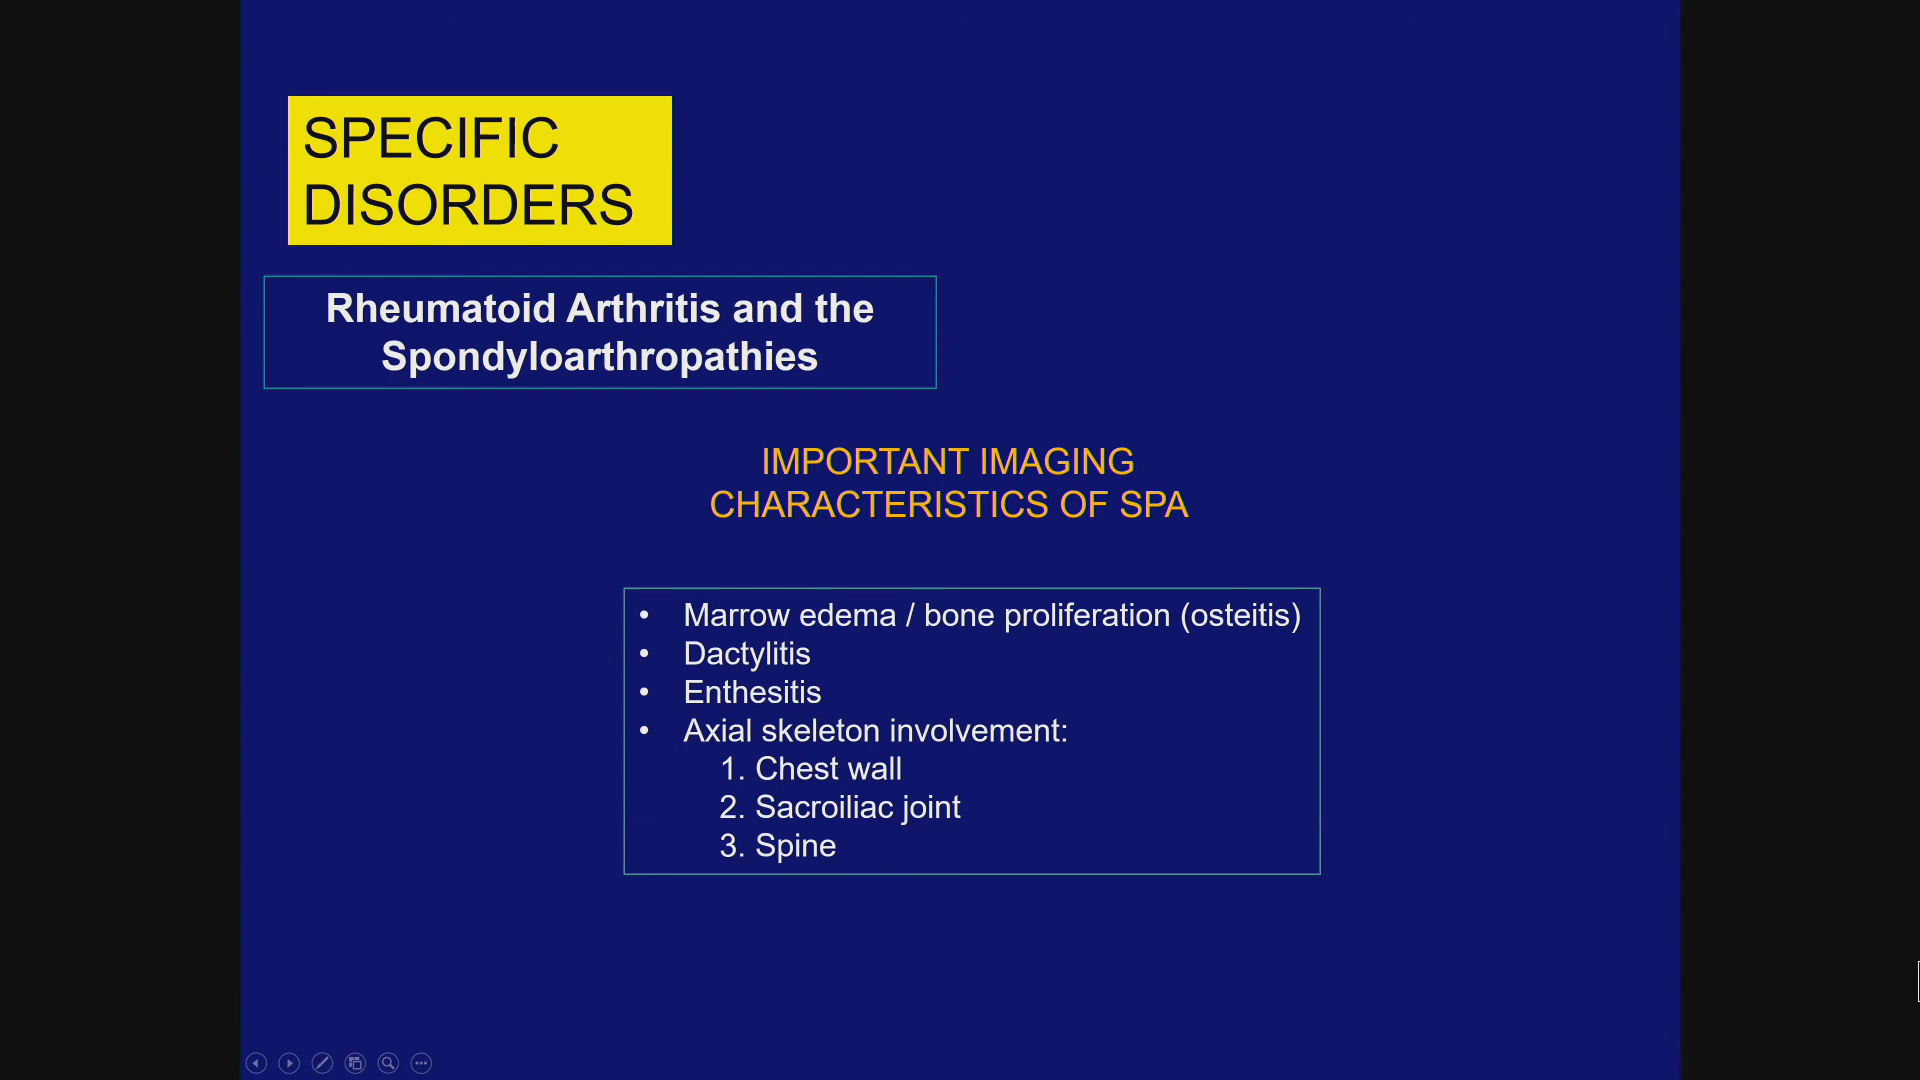 SPECIFIC
DISORDERS
Rheumatoid Arthritis and the
Spondyloarthropathies
IMPORTANT IMAGING
CHARACTERISTICS OF SPA
• Marrow edema / bone proliferation (osteitis)
• Dactylitis
• Enthesitis
• Axial skeleton involvement:
1. Chest wall
2. Sacroiliac joint
3. Spine